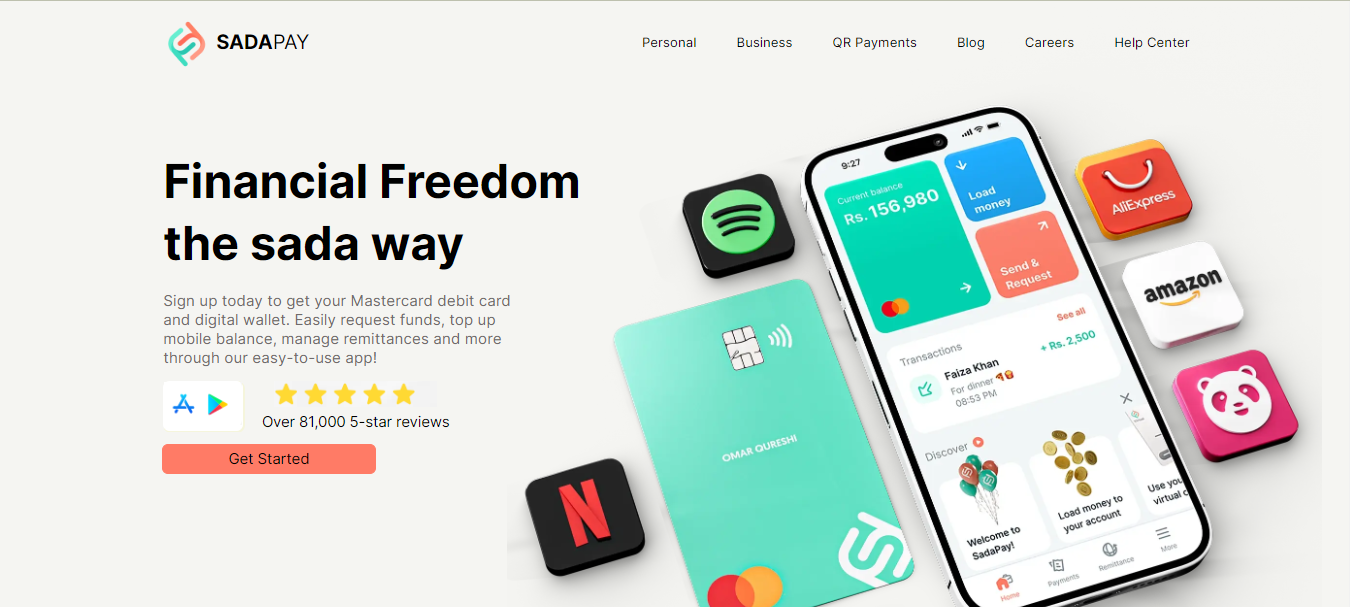 SADAPAY
Personal
Business
QR Payments
Blog
Careers
Help Center
Financial Freedom
the sada way
Sign up today to get your Mastercard debit card
and digital wallet. Easily request funds, top up
mobile balance, manage remittances and more
through our easy-to-use app!
Over 81,000 5-star reviews
Get Started
N
OMAR QURESHI
9:27
Current balance
Rs. 156,980
Load
money
Send &
Request
Transactions
See all
Faiza Khan
+ Rs. 2,500
For dinner
08:53 PM
Discover
Welcome to
SadaPay!
Load money to
your account
Use you
virtual c
Home
Payments
Remittance
More
AliExpress
amazon